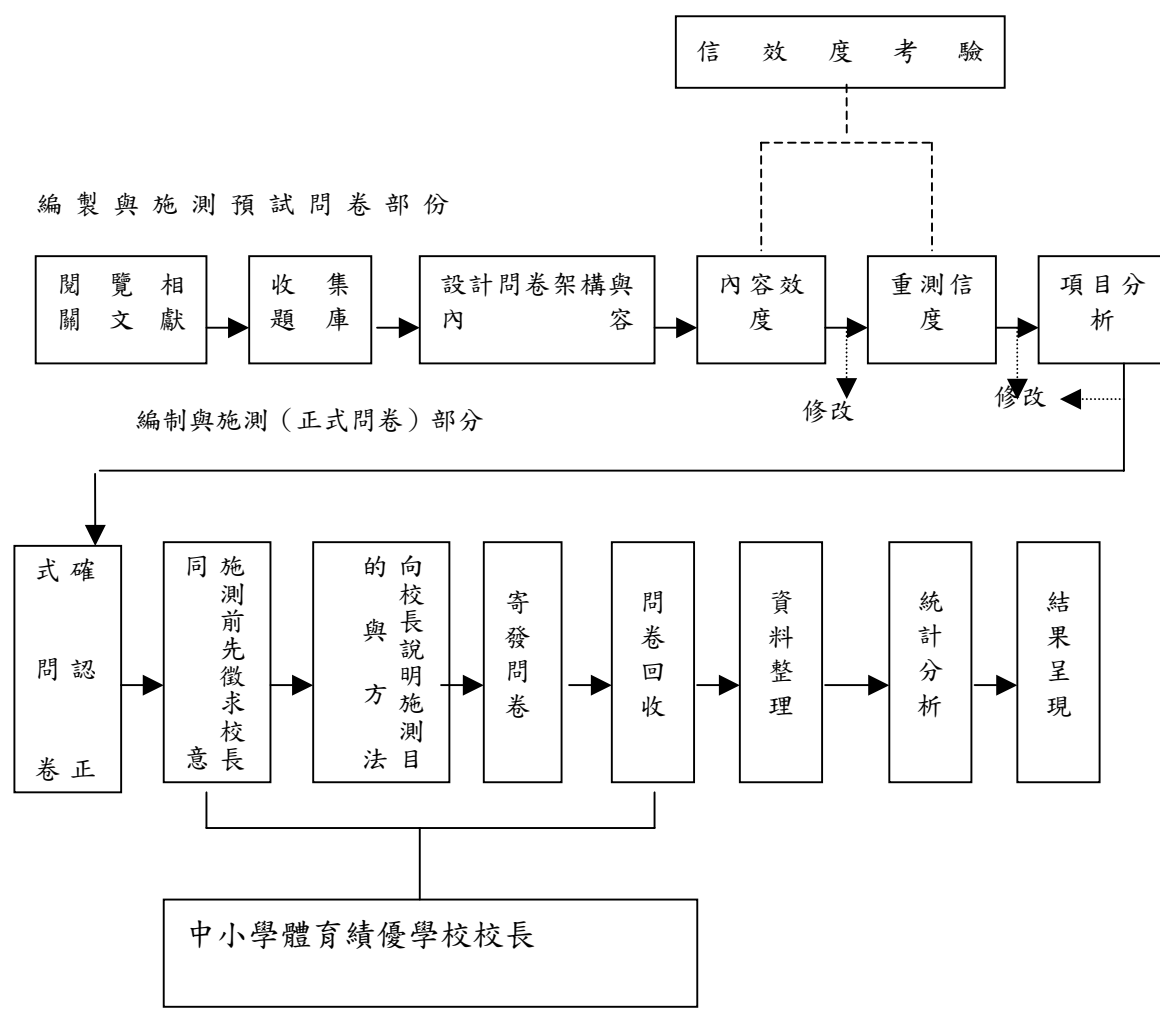 信效度考驗
編製與施測預試問卷部份
閱覽相
關文獻
收集
題庫
設計問卷架構與
內容
內容效
度
重測信
度
項目分
析
修改
修改
編制與施測（正式問卷）部分
確認正
式問卷
施測前先徵求校長
同意
向校長說明施測目
的與方法
寄發問卷
問卷回收
資料整理
統計分析
結果呈現
中小學體育績優學校校長